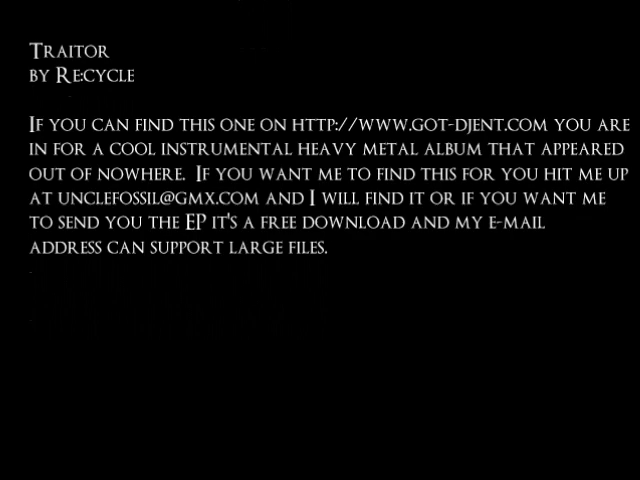 Traitor
by Re:cycle
If you can find this one on http://www.got-djent.com you are
in for a cool instrumental heavy metal album that appeared
out of nowhere. If you want me to find this for you hit me up
at unclefossil@gmx.com and I will find it or if you want me
to send you the EP it's a free download and my e-mail
address can support large files.